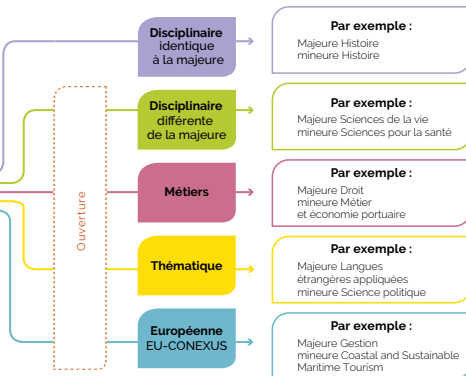 Ouverture
Disciplinaire
identique
à la majeure
Par exemple :
Majeure Histoire
mineure Histoire
Disciplinaire
différente
de la majeure
Par exemple :
Majeure Sciences de la vie
mineure Sciences pour la santé
Métiers
Par exemple :
Majeure Droit
mineure Métier
et économie portuaire
Thématique
Par exemple :
Majeure Langues
étrangères appliquées
mineure Science politique
Européenne
EU-CONEXUS
Par exemple :
Majeure Gestion
mineure Coastal and Sustainable
Maritime Tourism